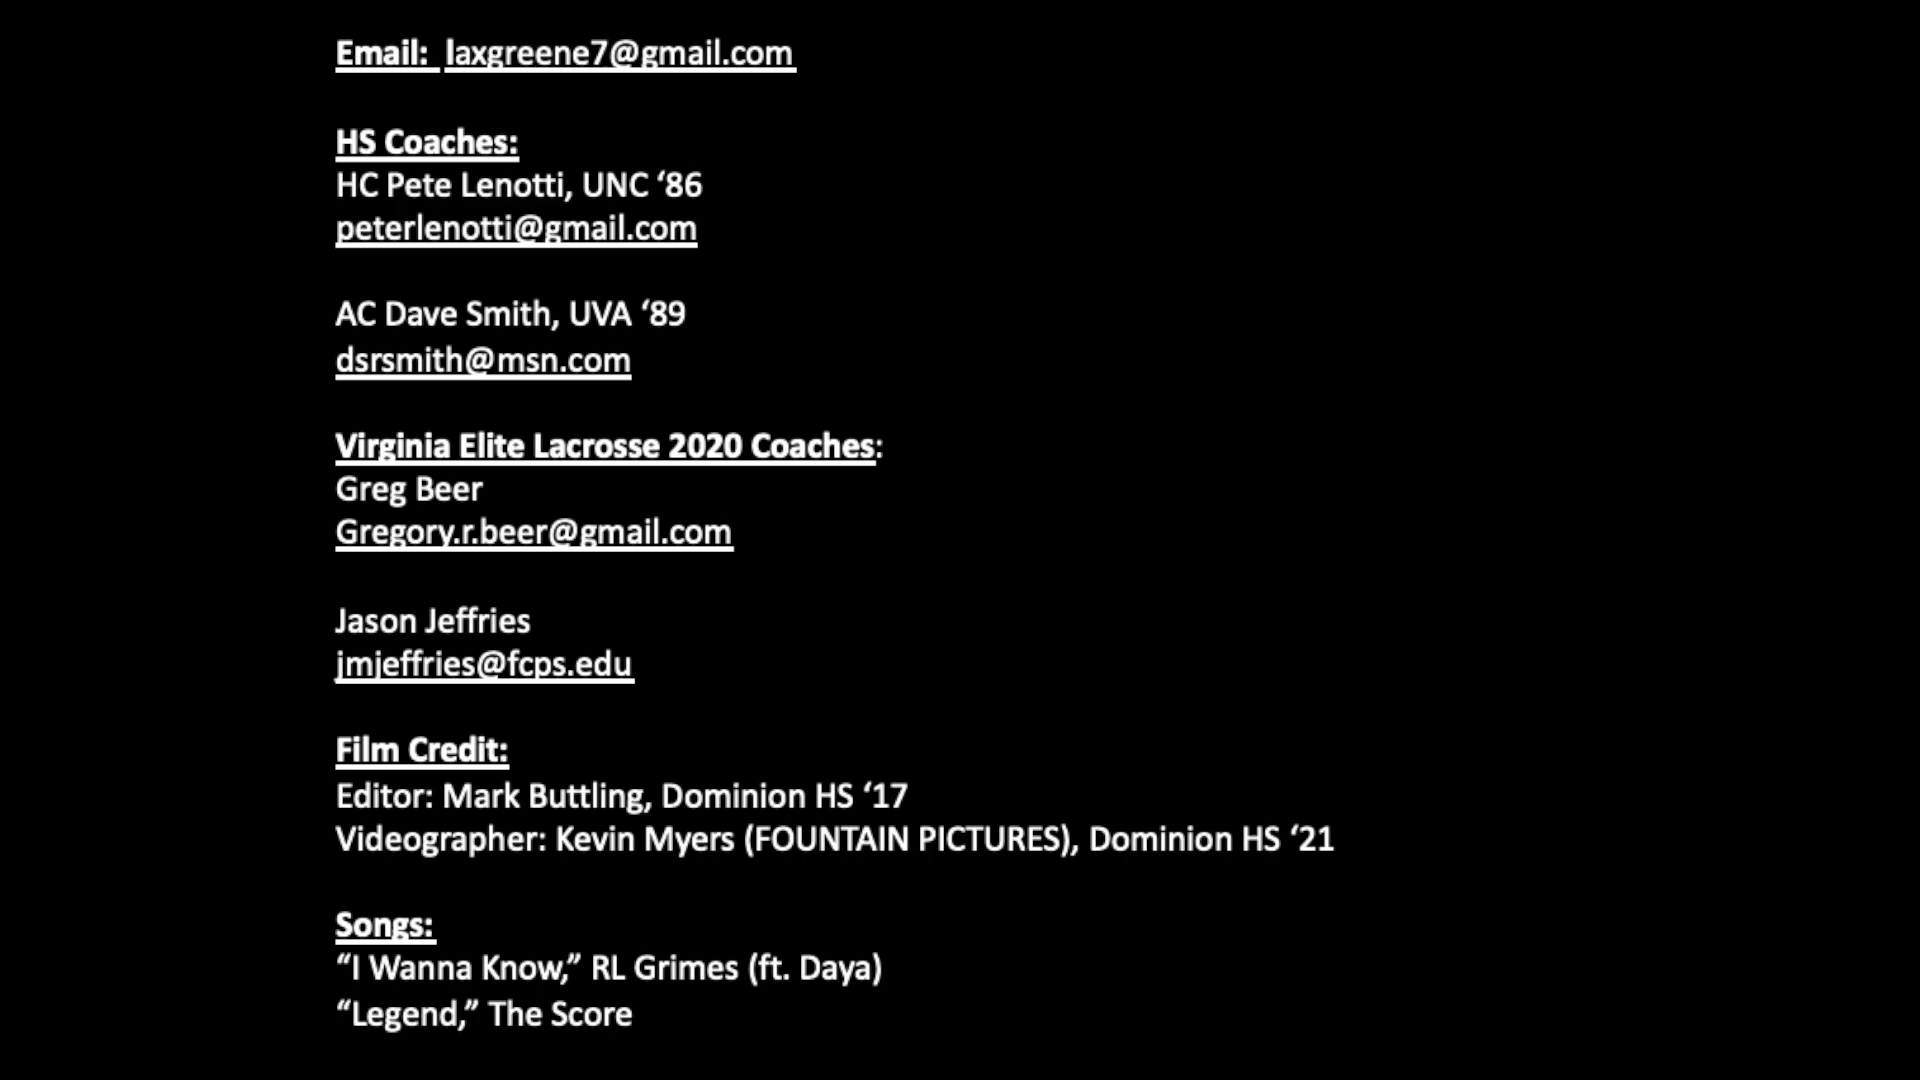 Email: laxgreene7@gmail.com
HS Coaches:
HC Pete Lenotti, UNC ‘86
peterlenotti@gmail.com
AC Dave Smith, UVA ‘89
dsrsmith@msn.com
Virginia Elite Lacrosse 2020 Coaches:
Greg Beer
Gregory.r.beer@gmail.com
Jason Jeffries
jmjeffries@fcps.edu
Film Credit:
Editor: Mark Buttling, Dominion HS ‘17
Videographer: Kevin Myers (FOUNTAIN PICTURES), Dominion HS ‘21
Songs:
“I Wanna Know,” RL Grimes (ft. Daya)
“Legend,” The Score